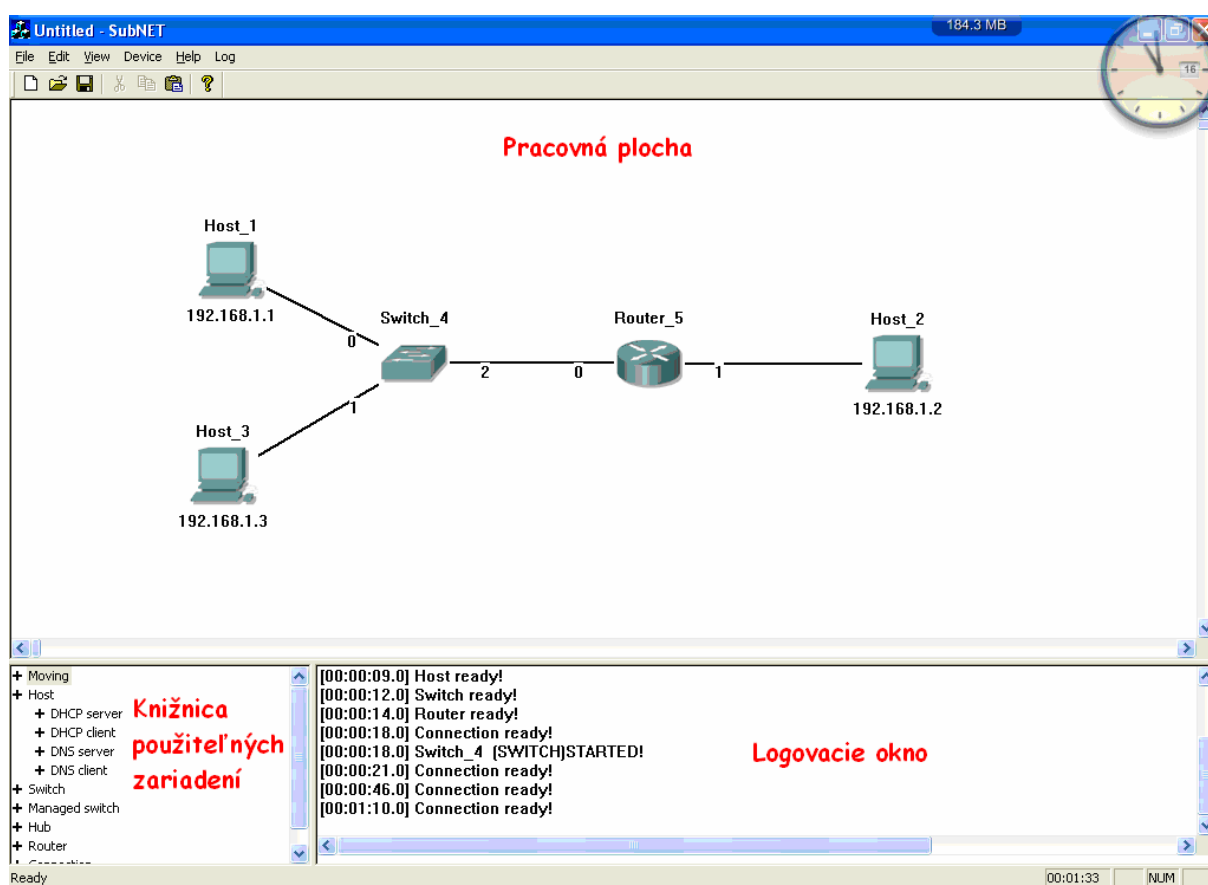 Untitled - SubNET
184.3 MB
File Edit View Device Help Log
16
Pracovná plocha
Host_1
192.168.1.1
0
Switch_4
2
Router_5
0
1
Host_2
192.168.1.2
1
Host_3
192.168.1.3
+ Moving
+ Host
+ DHCP server
+ DHCP client
+ DNS server
+ DNS client
+ Switch
+ Managed switch
+ Hub
+ Router
Knižnica
použiteľných
zariadení
[00:00:09.0] Host ready!
[00:00:12.0] Switch ready!
[00:00:14.0] Router ready!
[00:00:18.0] Connection ready!
[00:00:18.0] Switch_4 (SWITCH)STARTED!
[00:00:21.0] Connection ready!
[00:00:46.0] Connection ready!
[00:01:10.0] Connection ready!
Logovacie okno
Ready
00:01:33
NUM